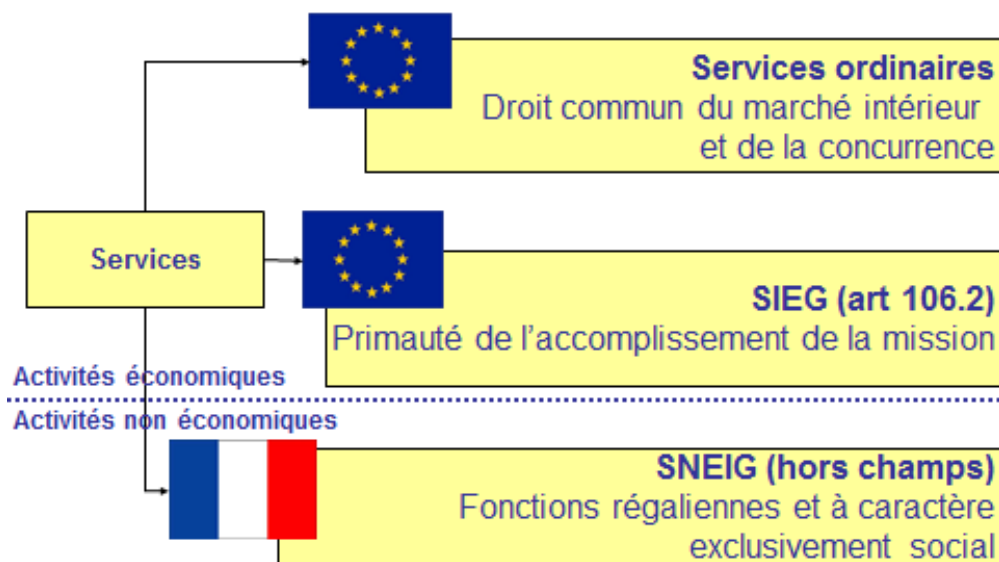 Services ordinaires
Droit commun du marché intérieur
et de la concurrence
Services
SIEG (art 106.2)
Primauté de l'accomplissement de la mission
Activités économiques
Activités non économiques
SNEIG (hors champs)
Fonctions régaliennes et à caractère
exclusivement social